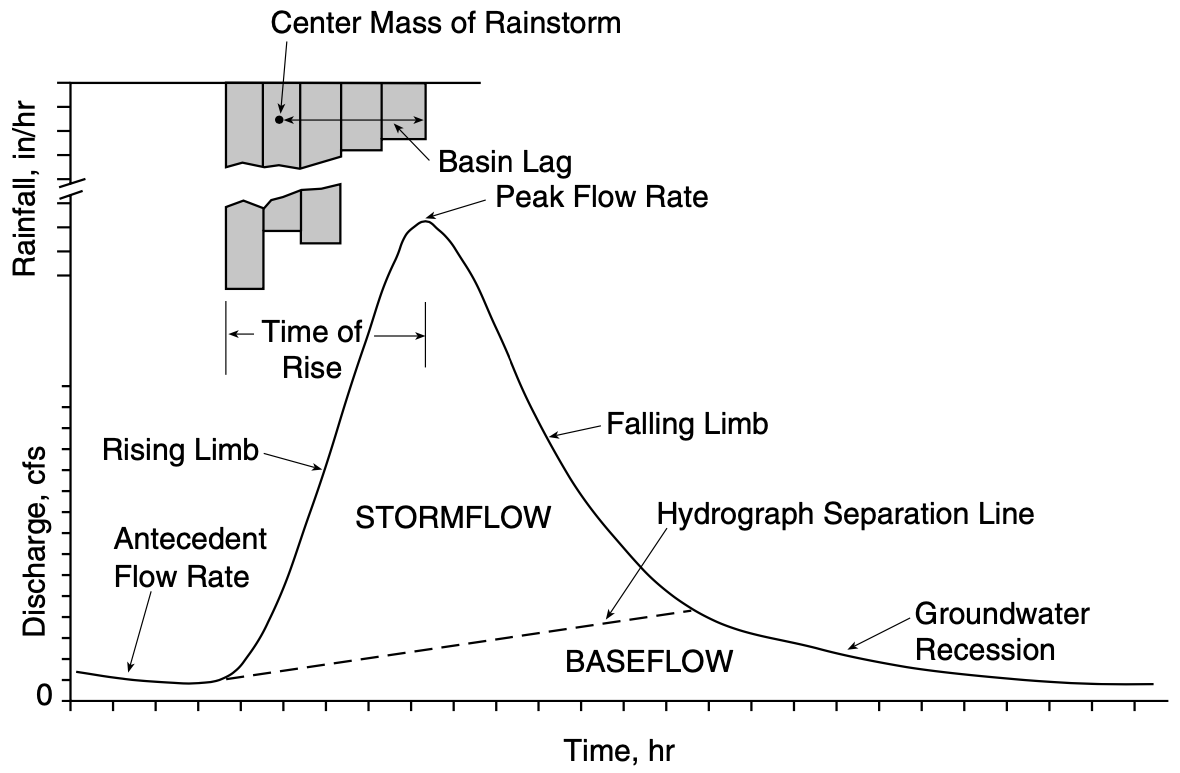 Center Mass of Rainstorm
Rainfall, in/hr
Basin Lag
Peak Flow Rate
Time of
Rise
Falling Limb
Rising Limb
Discharge, cfs
STORMFLOW
Hydrograph Separation Line
Antecedent
Flow Rate
Groundwater
Recession
BASEFLOW
0
Time, hr